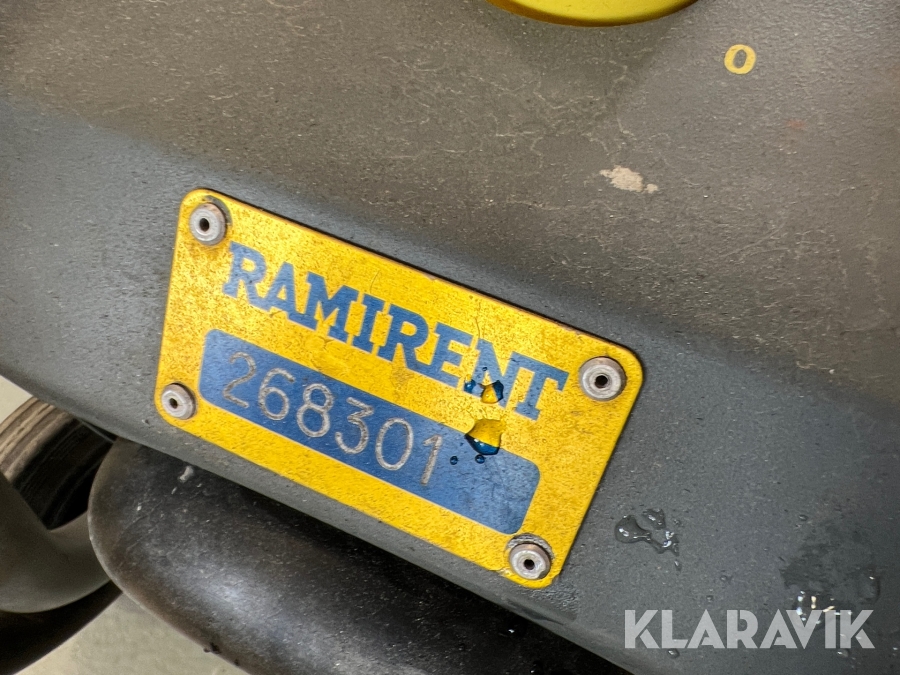 O
RAMIRENT
268301
KLARAVIK